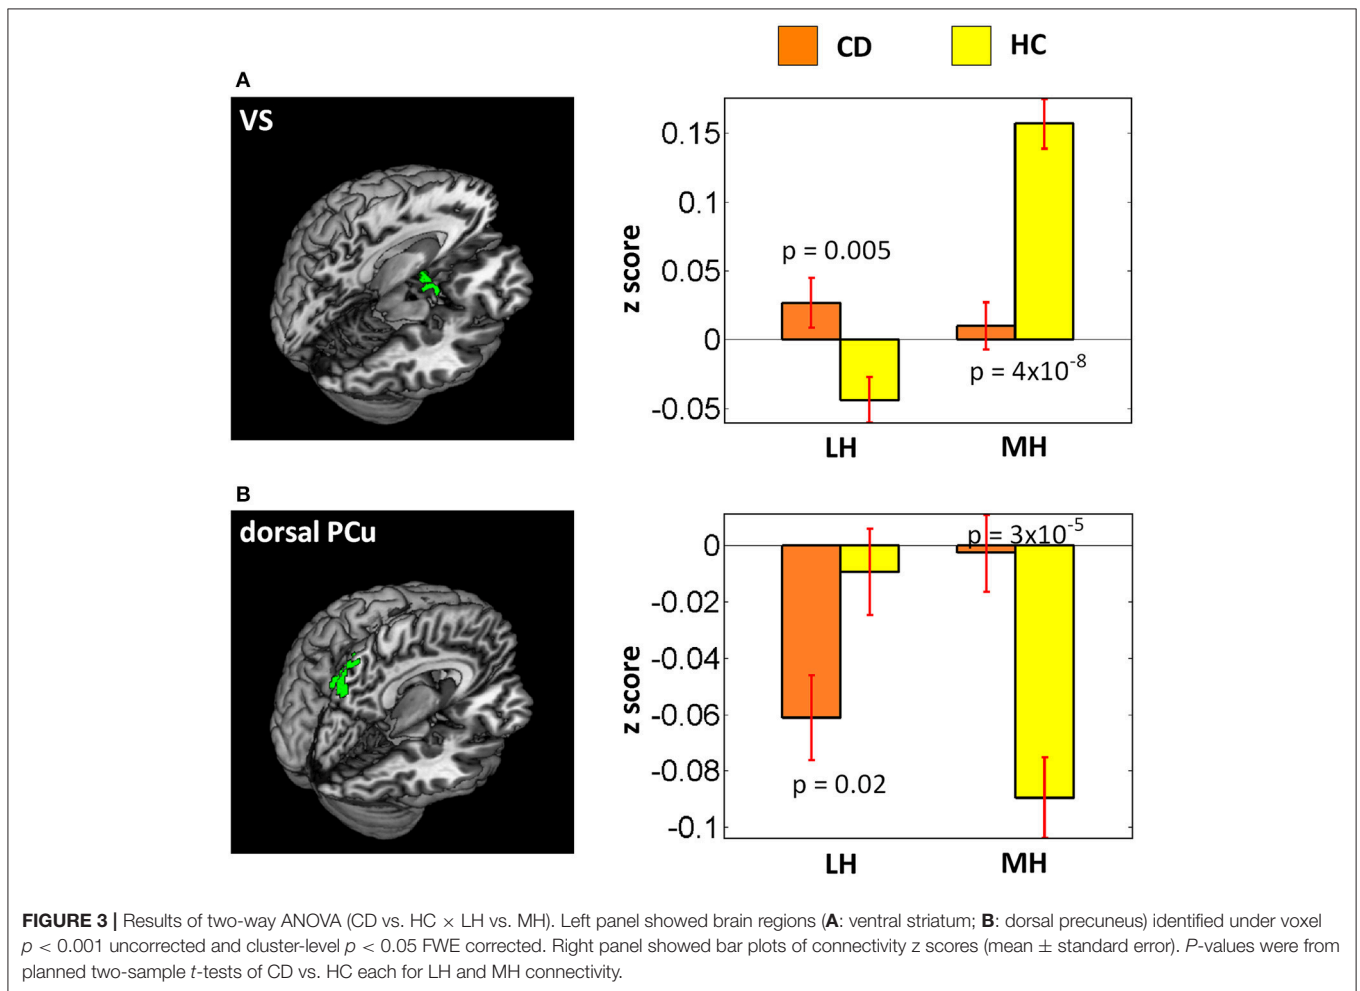 CD HC
A
VS
0.15
0.1
0.05
0
-0.05
z score
p = 0.005
p = 4x10⁻⁸
LH MH
B
dorsal PCu
0
-0.02
-0.04
-0.06
-0.08
-0.1
z score
p = 3x10⁻⁵
p = 0.02
LH MH
FIGURE 3 | Results of two-way ANOVA (CD vs. HC × LH vs. MH). Left panel showed brain regions (A: ventral striatum; B: dorsal precuneus) identified under voxel
p < 0.001 uncorrected and cluster-level p < 0.05 FWE corrected. Right panel showed bar plots of connectivity z scores (mean ± standard error). P-values were from
planned two-sample t-tests of CD vs. HC each for LH and MH connectivity.